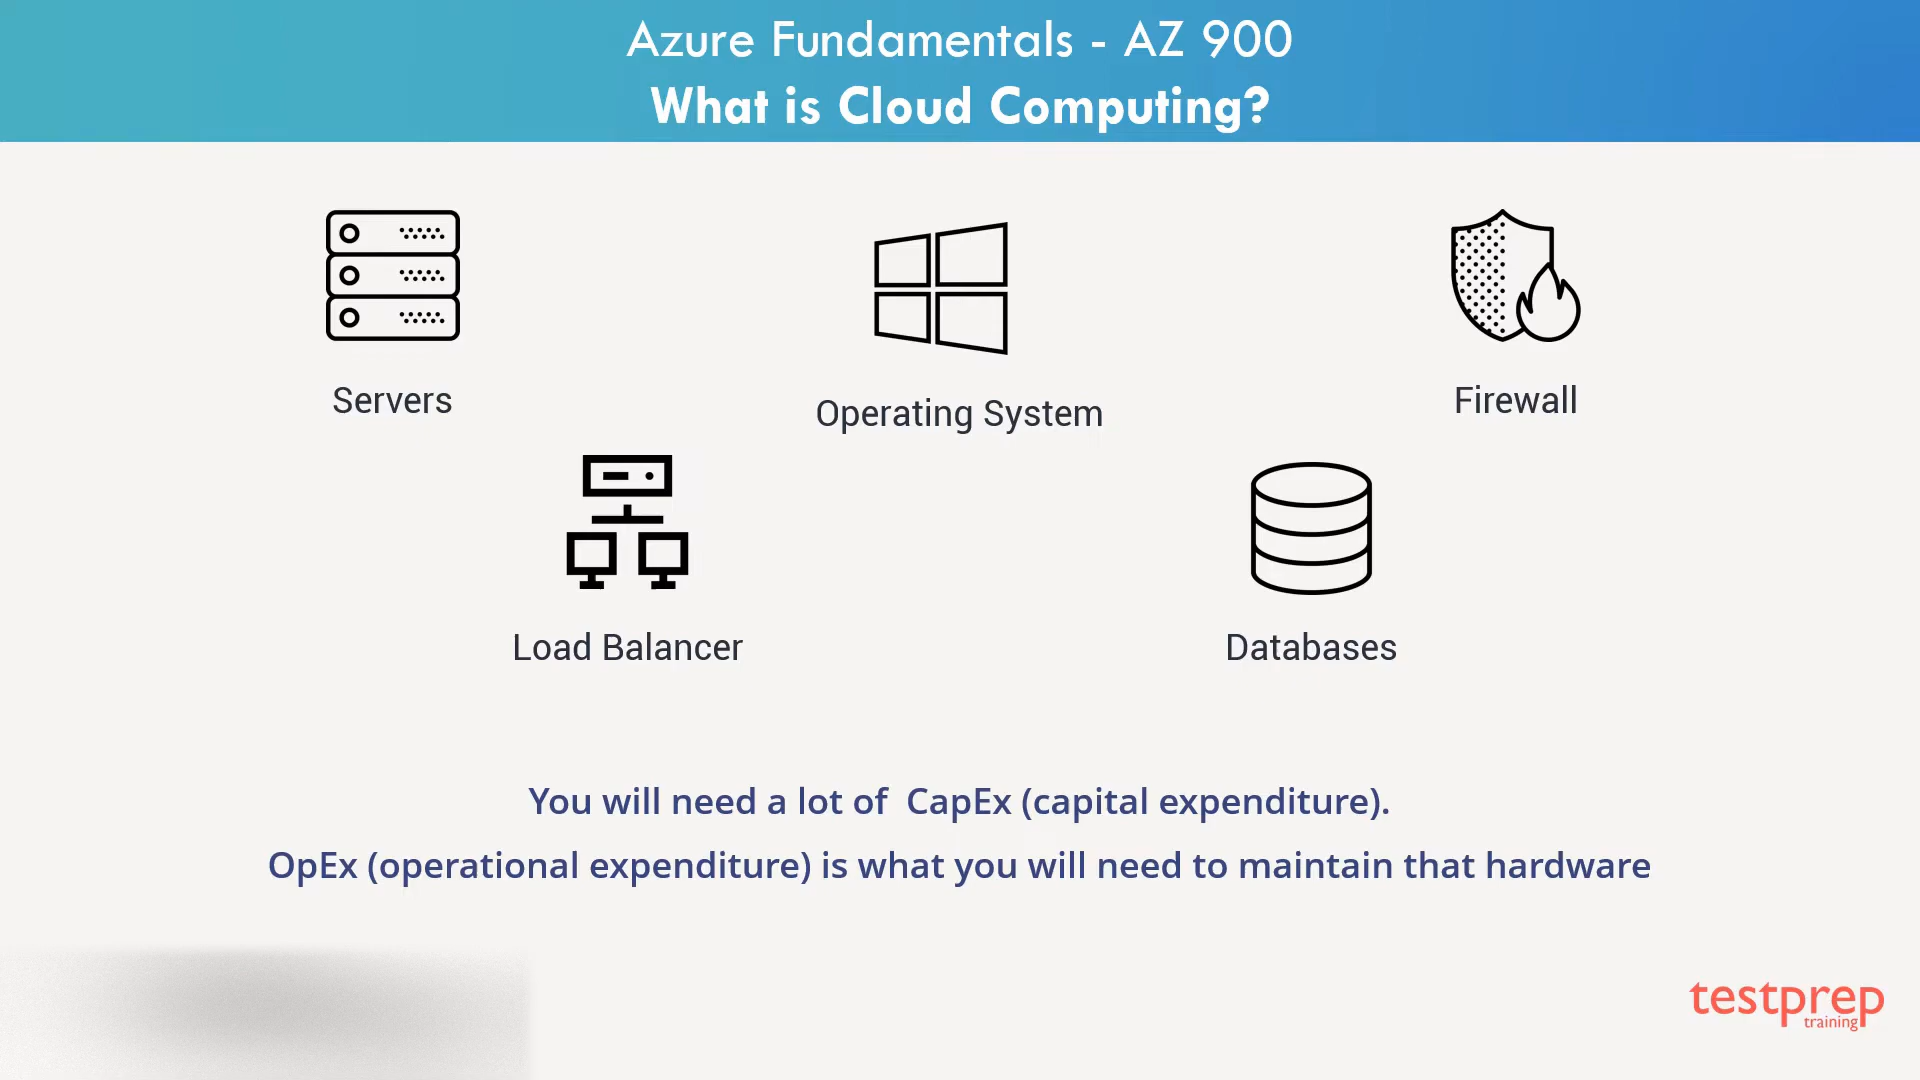 Azure Fundamentals - AZ 900
What is Cloud Computing?
Servers
Operating System
Firewall
Load Balancer
Databases
You will need a lot of CapEx (capital expenditure).
OpEx (operational expenditure) is what you will need to maintain that hardware
testprep
training